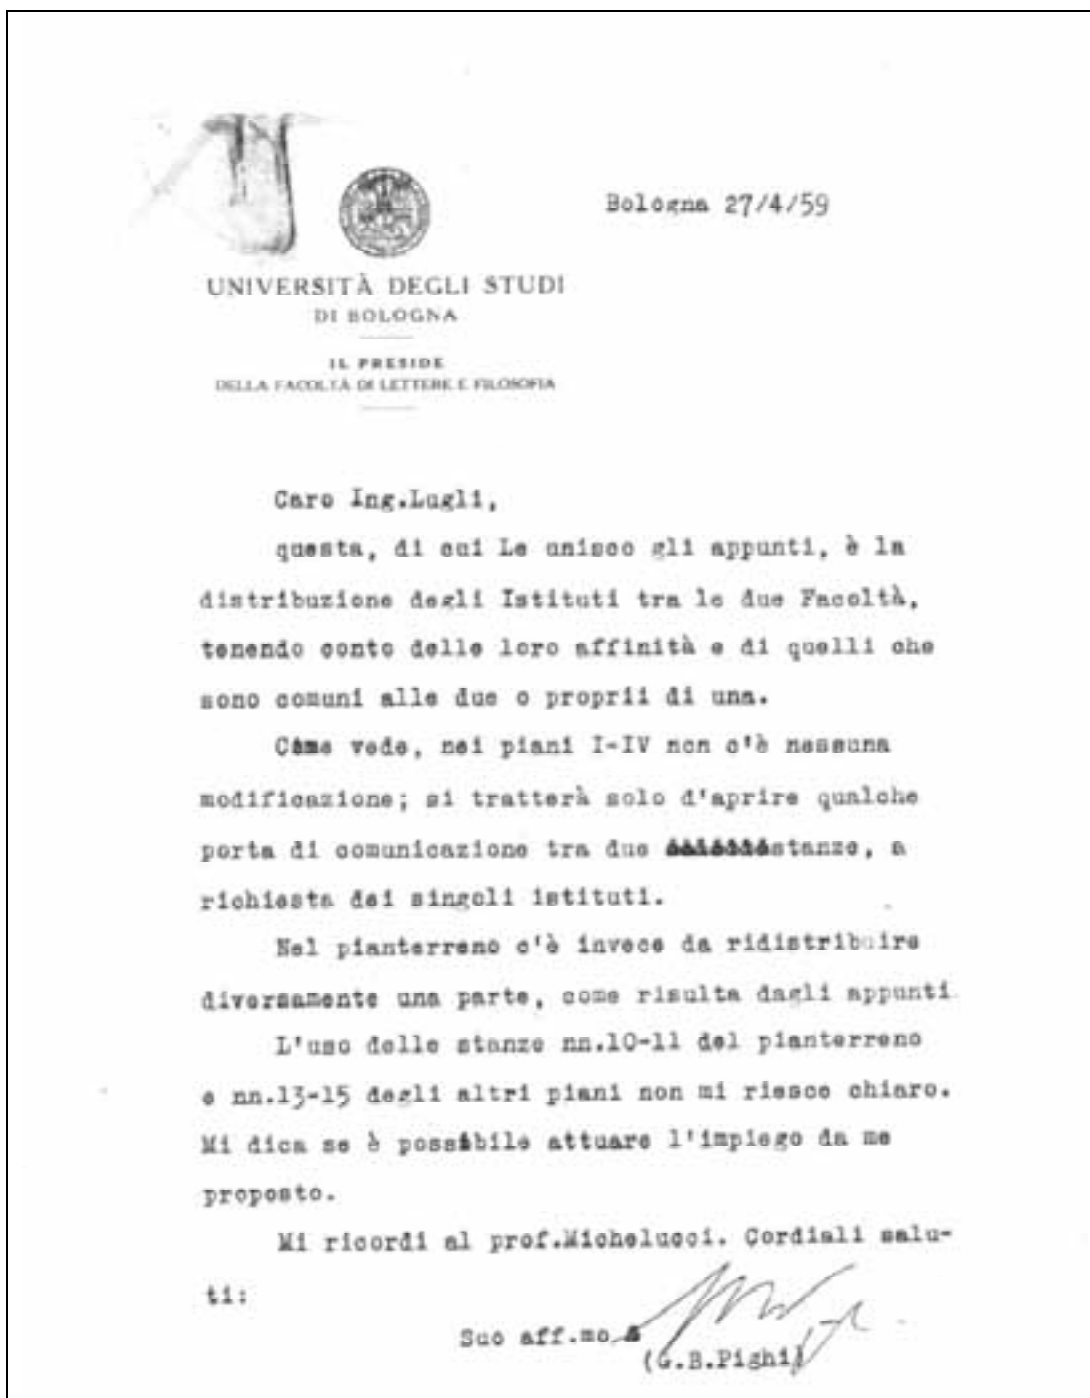 Bologna 27/4/59
UNIVERSITÀ DEGLI STUDI
DI BOLOGNA
IL PRESIDE
DELLA FACOLTÀ DI LETTERE E FILOSOFIA
Caro Ing.Lugli,
questa, di cui Le unisco gli appunti, è la
distribuzione degli Istituti tra le due Facoltà,
tenendo conto delle loro affinità e di quelli che
sono comuni alle due o proprii di una.
Come vede, nei piani I-IV non c'è nessuna
modificazione; si tratterà solo d'aprire qualche
porta di comunicazione tra due stanze, a
richiesta dei singoli istituti.
Nel pianterreno c'è invece da ridistribuire
diversamente una parte, come risulta dagli appunti.
L'uso delle stanze nn.10-11 del pianterreno
e nn.13-15 degli altri piani non mi riesce chiaro.
Mi dica se è possibile attuare l'impiego da me
proposto.
Mi ricordi al prof.Michelucci. Cordiali salu-
ti:
Suo aff.mo
(G.B.Pighi)